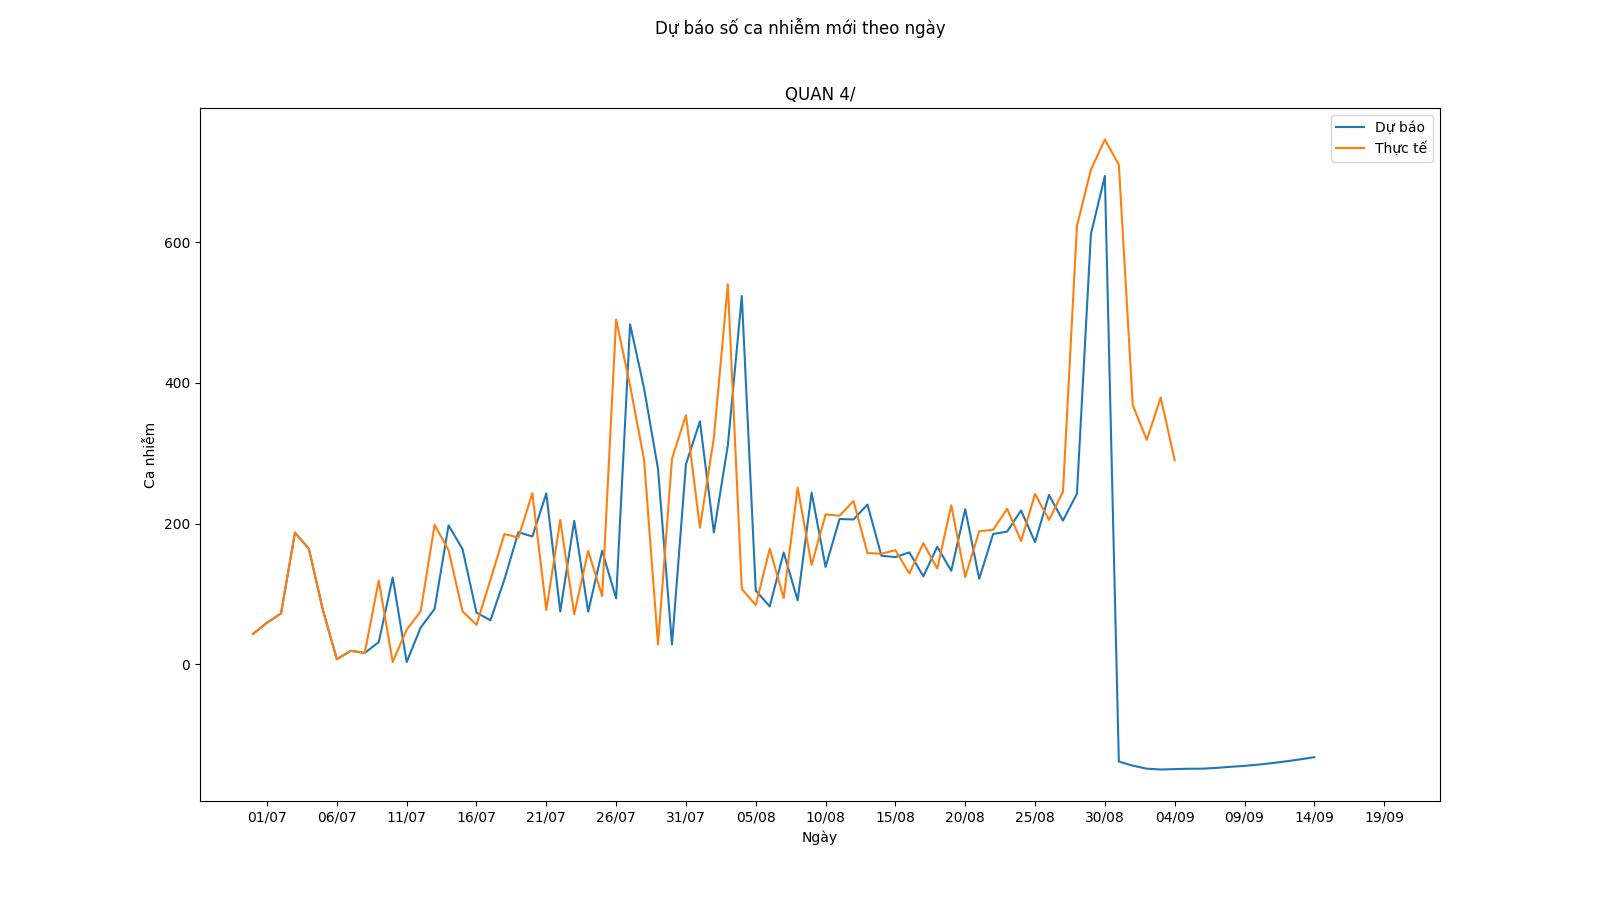 Dự báo số ca nhiễm mới theo ngày
QUAN 4/
Dự báo
Thực tế
600
400
200
0
Ca nhiễm
01/07 06/07 11/07 16/07 21/07 26/07 31/07 05/08 10/08 15/08 20/08 25/08 30/08 04/09 09/09 14/09 19/09
Ngày